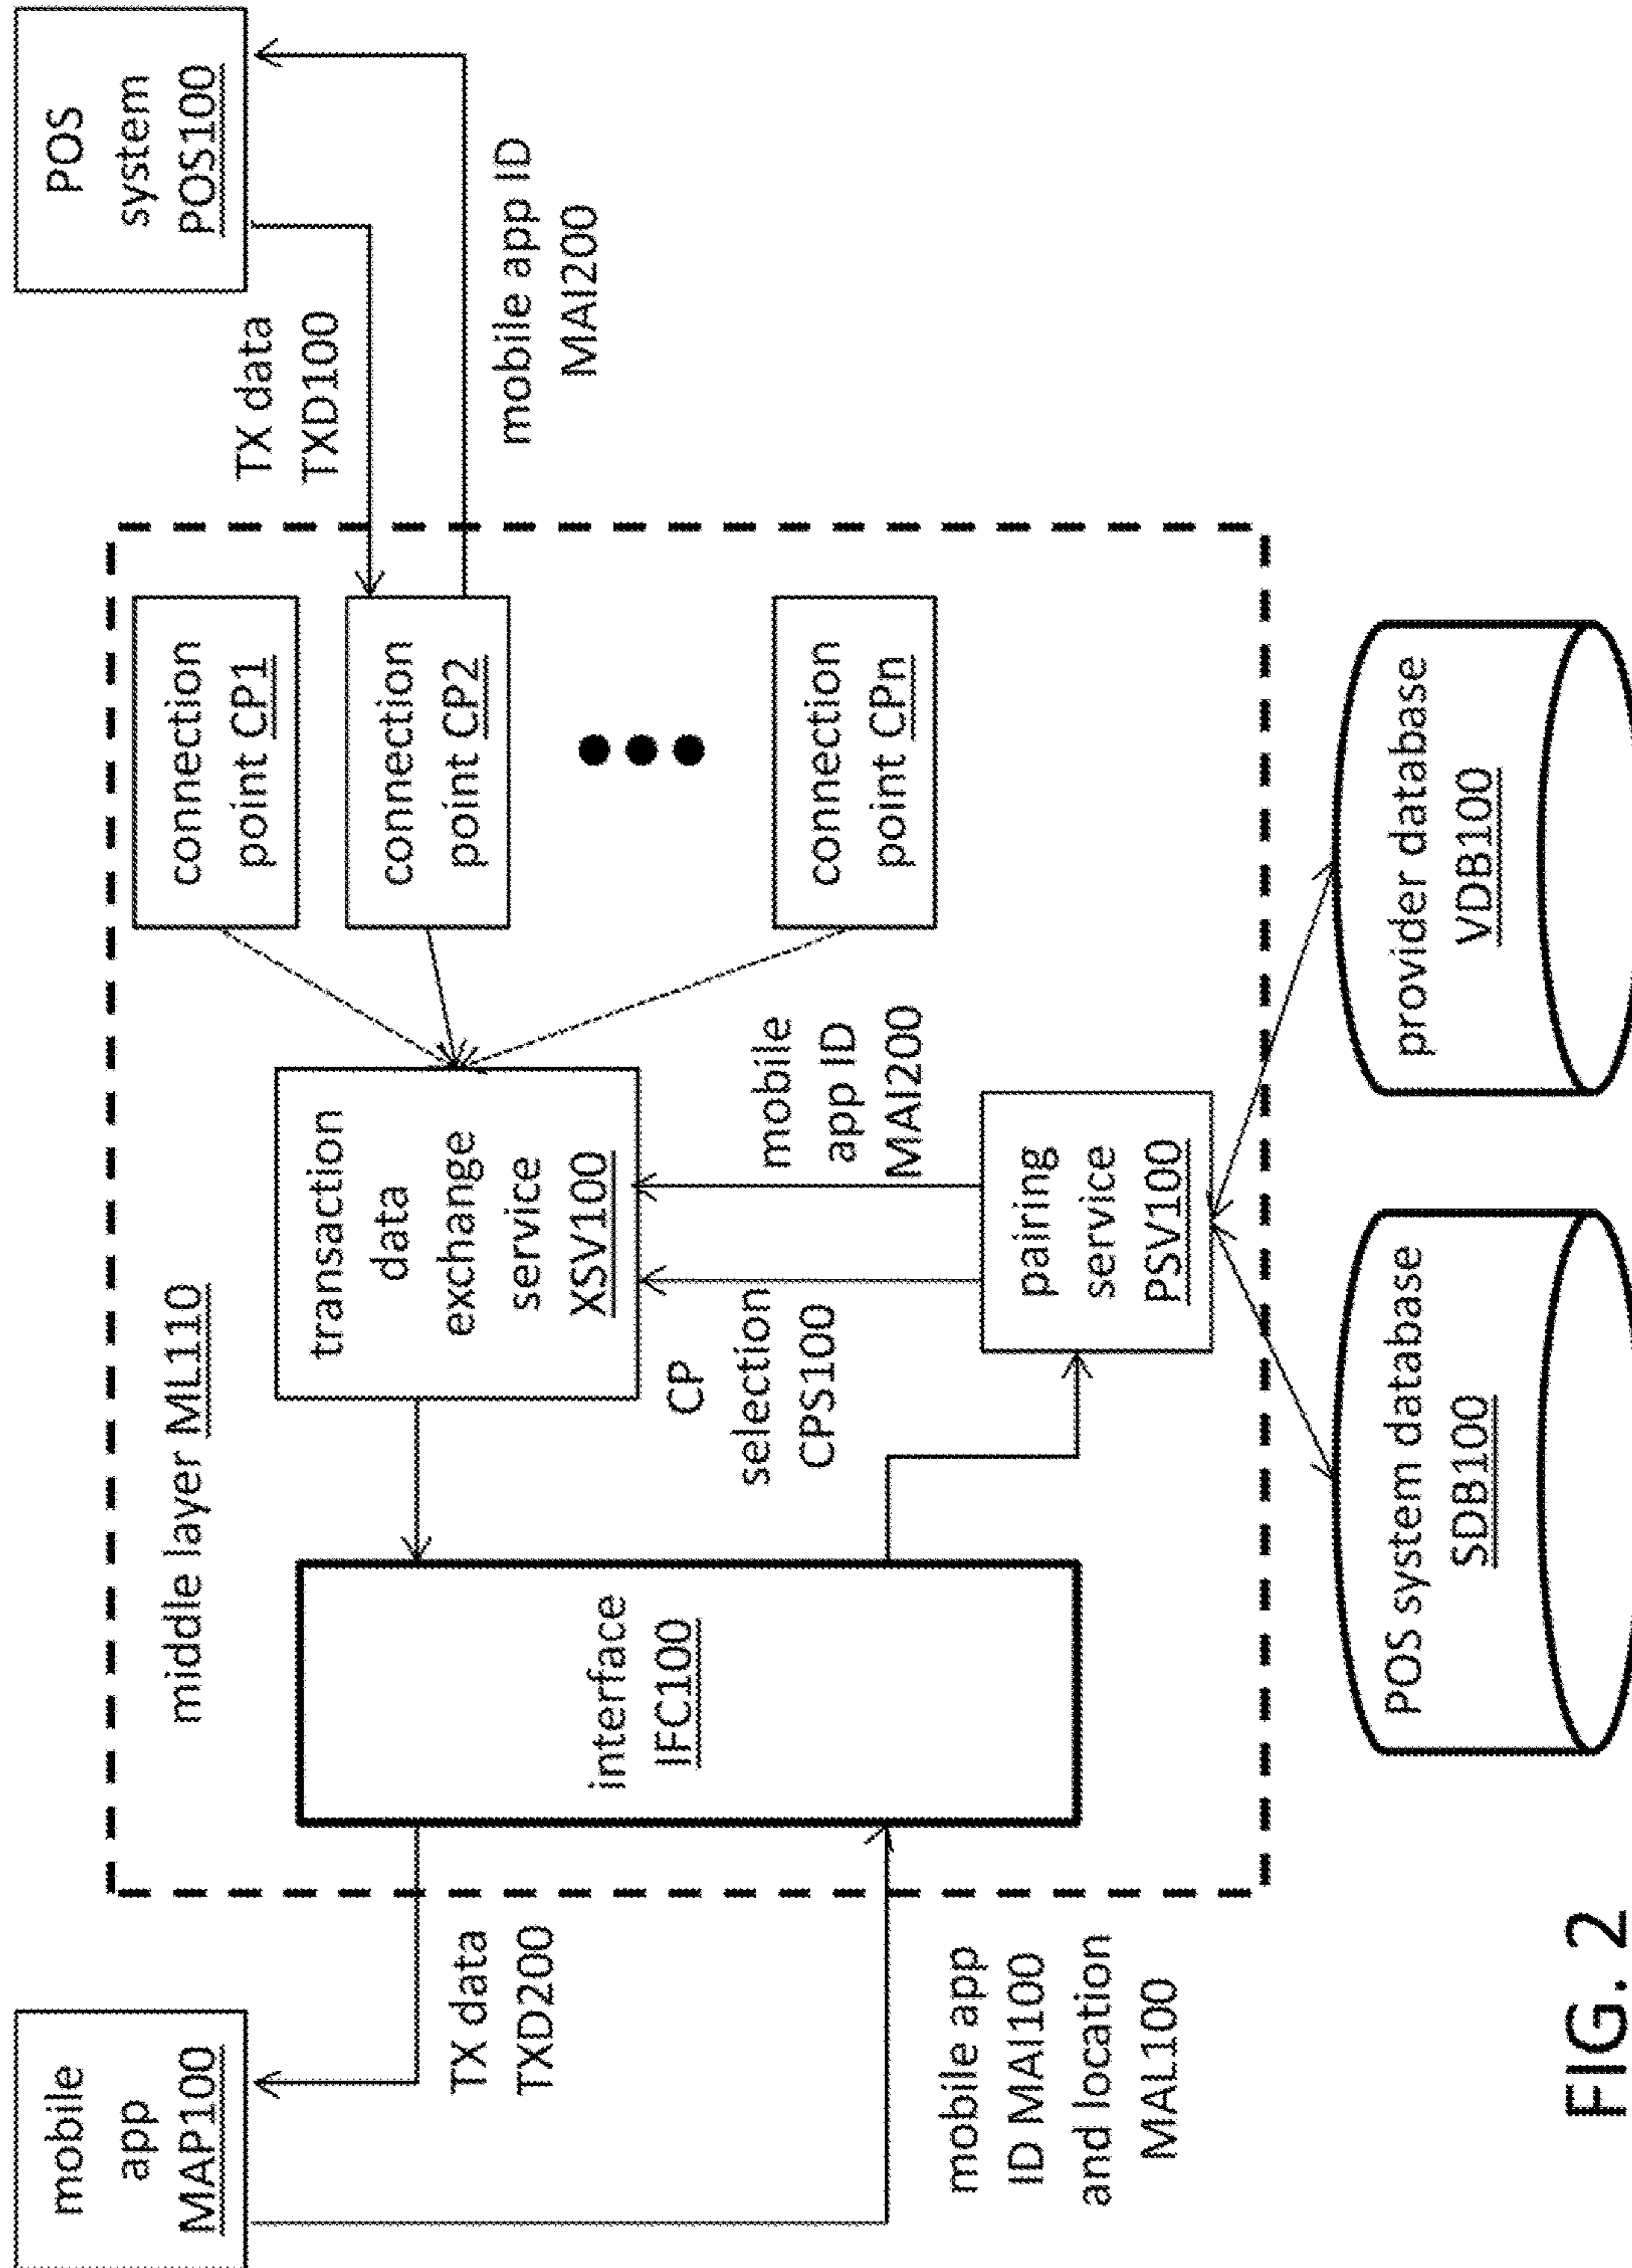 mobile
app
MAP100
POS
system
POS100
TX data
TXD200
TX data
TXD100
mobile app
ID MAI100
and location
MAL100
mobile app ID
MAI200
middle layer ML110
interface
IFC100
transaction
data
exchange
service
XSV100
connection
point CP1
connection
point CP2
connection
point CPn
CP
selection
CPS100
mobile
app ID
MAI200
pairing
service
PSV100
POS system database
SDB100
provider database
VDB100
FIG. 2